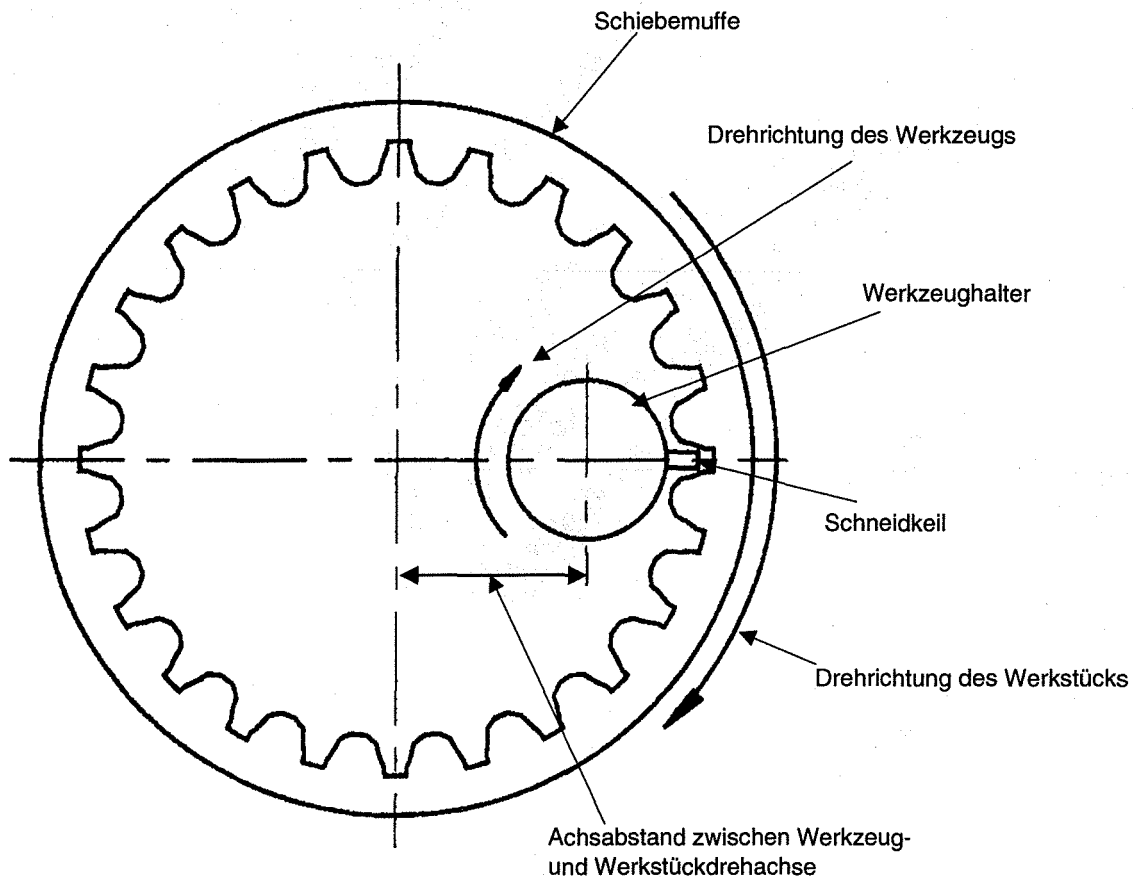 Schiebemuffe
Drehrichtung des Werkzeugs
Werkzeughalter
Schneidkeil
Drehrichtung des Werkstücks
Achsabstand zwischen Werkzeug-
und Werkstückdrehachse